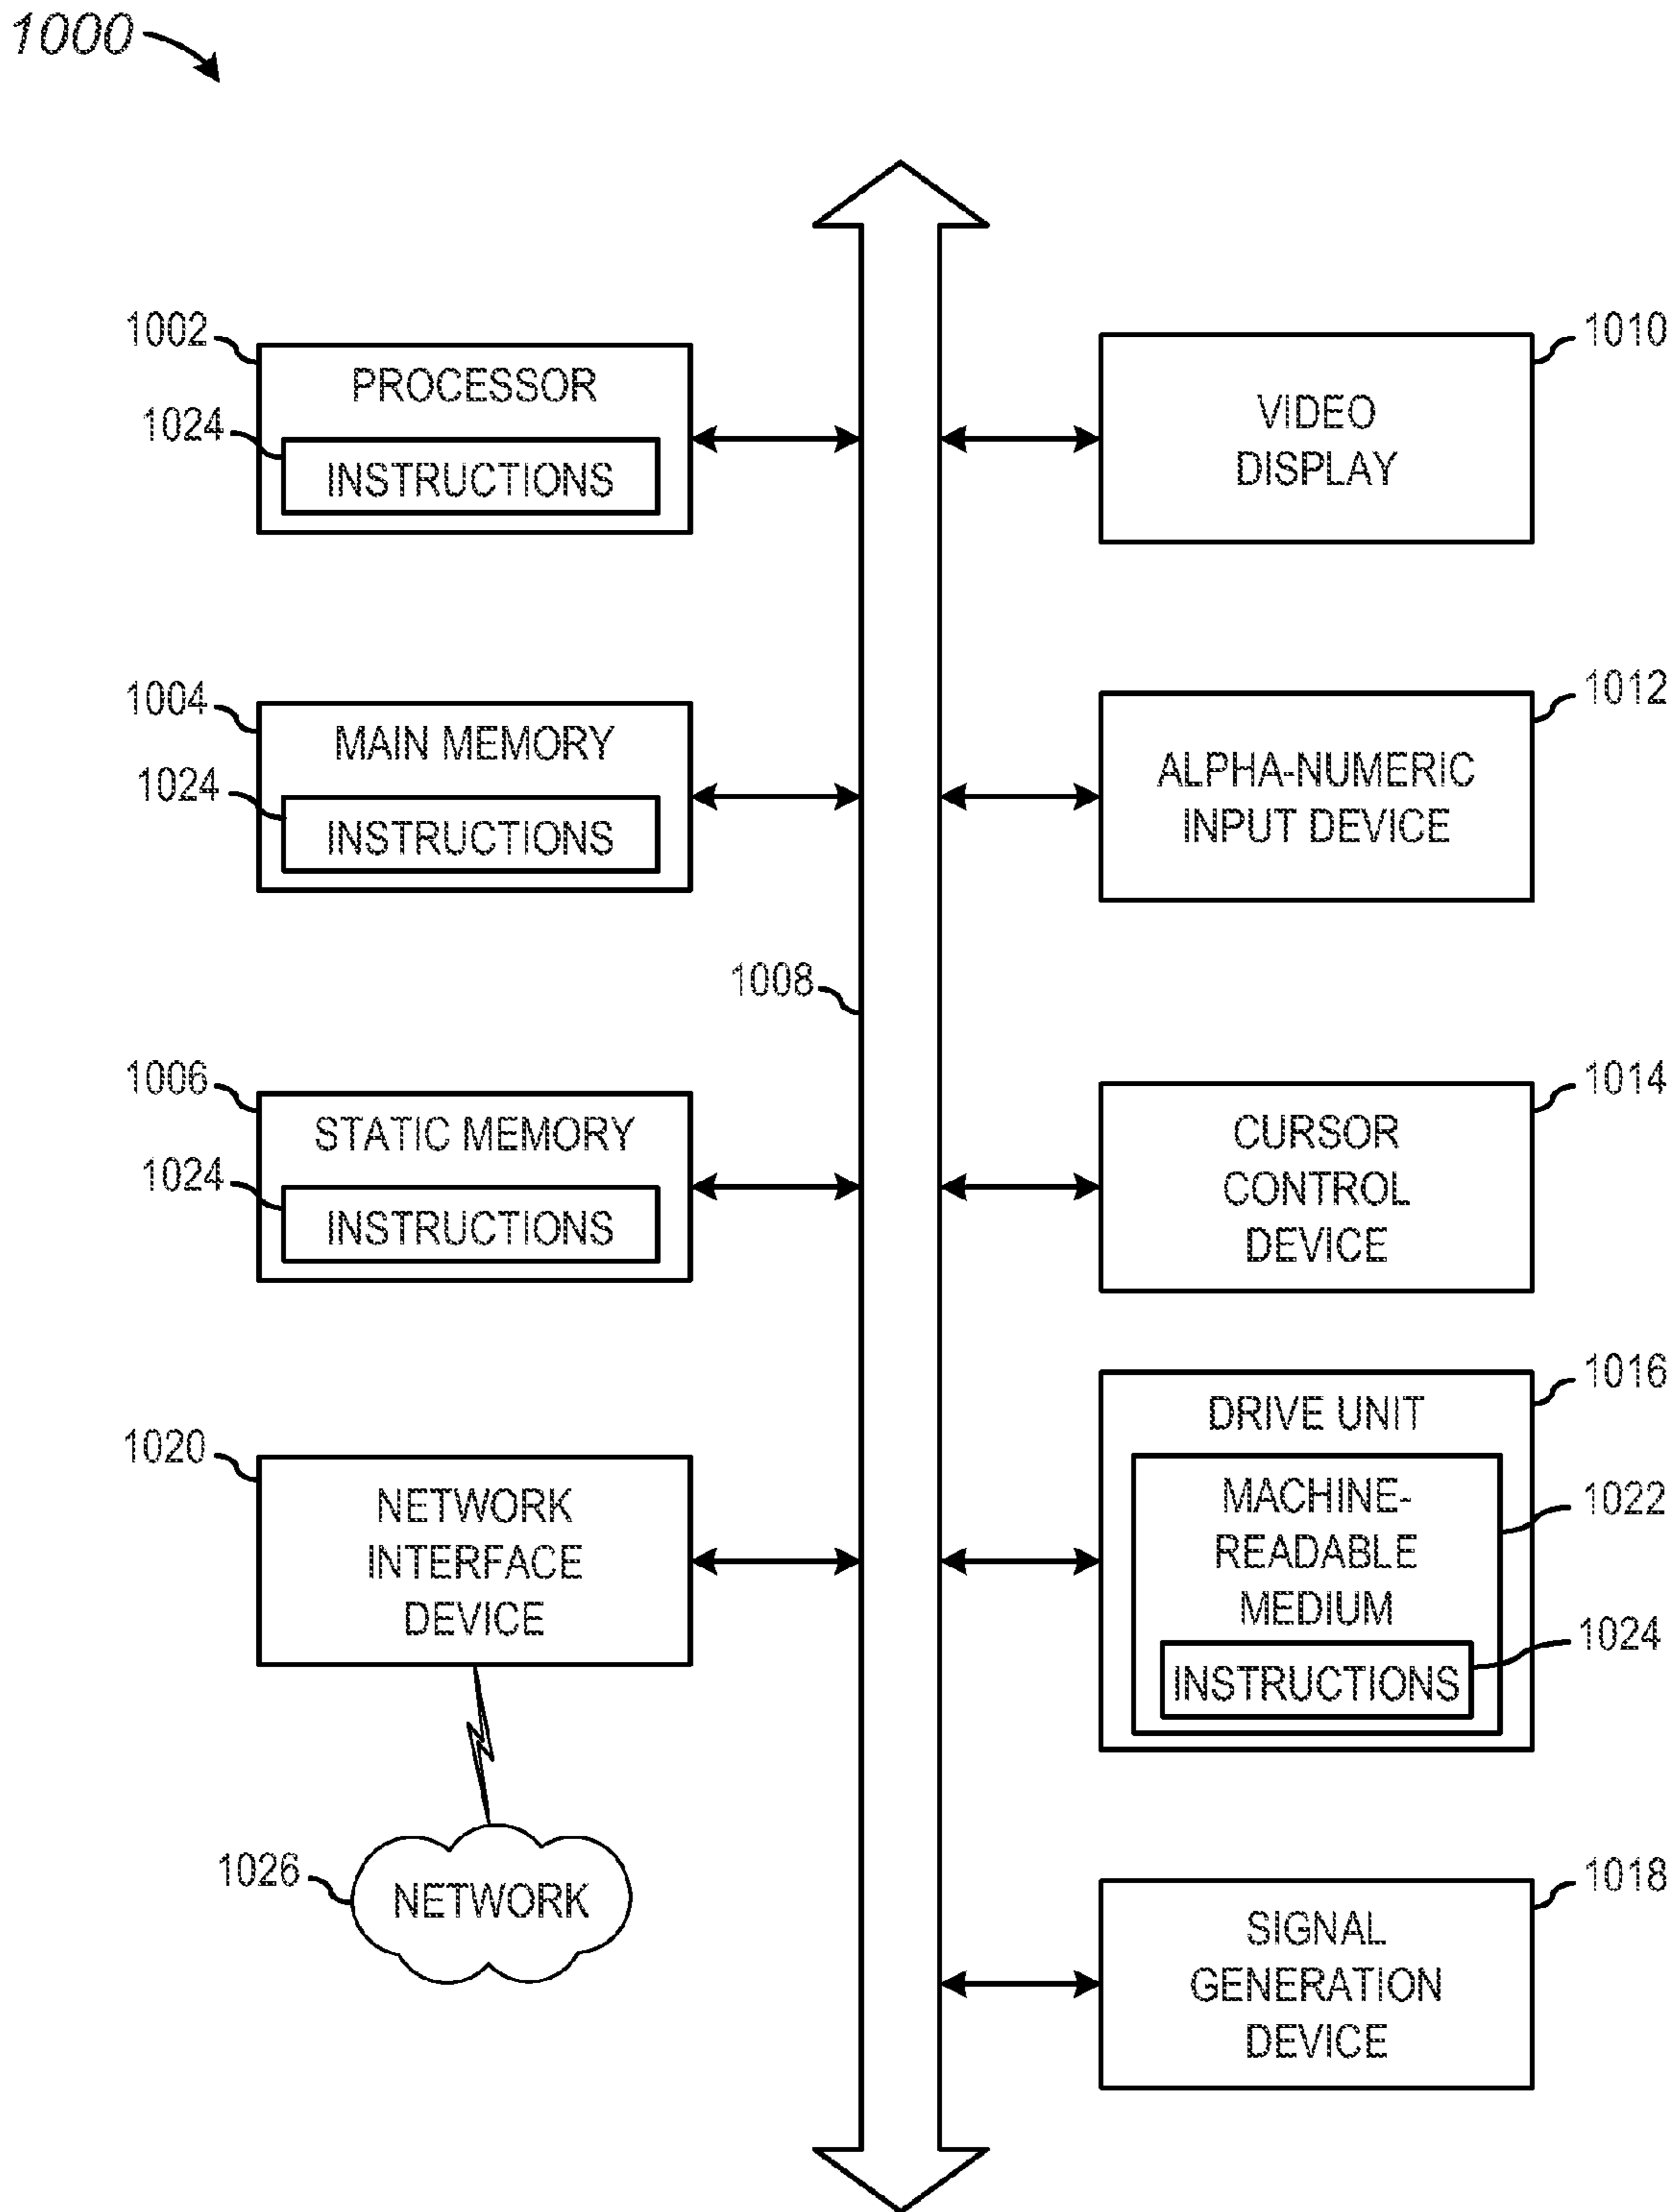 1000
1002
PROCESSOR
1024
INSTRUCTIONS
1010
VIDEO
DISPLAY
1004
MAIN MEMORY
1024
INSTRUCTIONS
1012
ALPHA-NUMERIC
INPUT DEVICE
1008
1006
STATIC MEMORY
1024
INSTRUCTIONS
1014
CURSOR
CONTROL
DEVICE
1020
NETWORK
INTERFACE
DEVICE
1016
DRIVE UNIT
MACHINE-
READABLE
MEDIUM
1022
INSTRUCTIONS
1024
1026
NETWORK
1018
SIGNAL
GENERATION
DEVICE